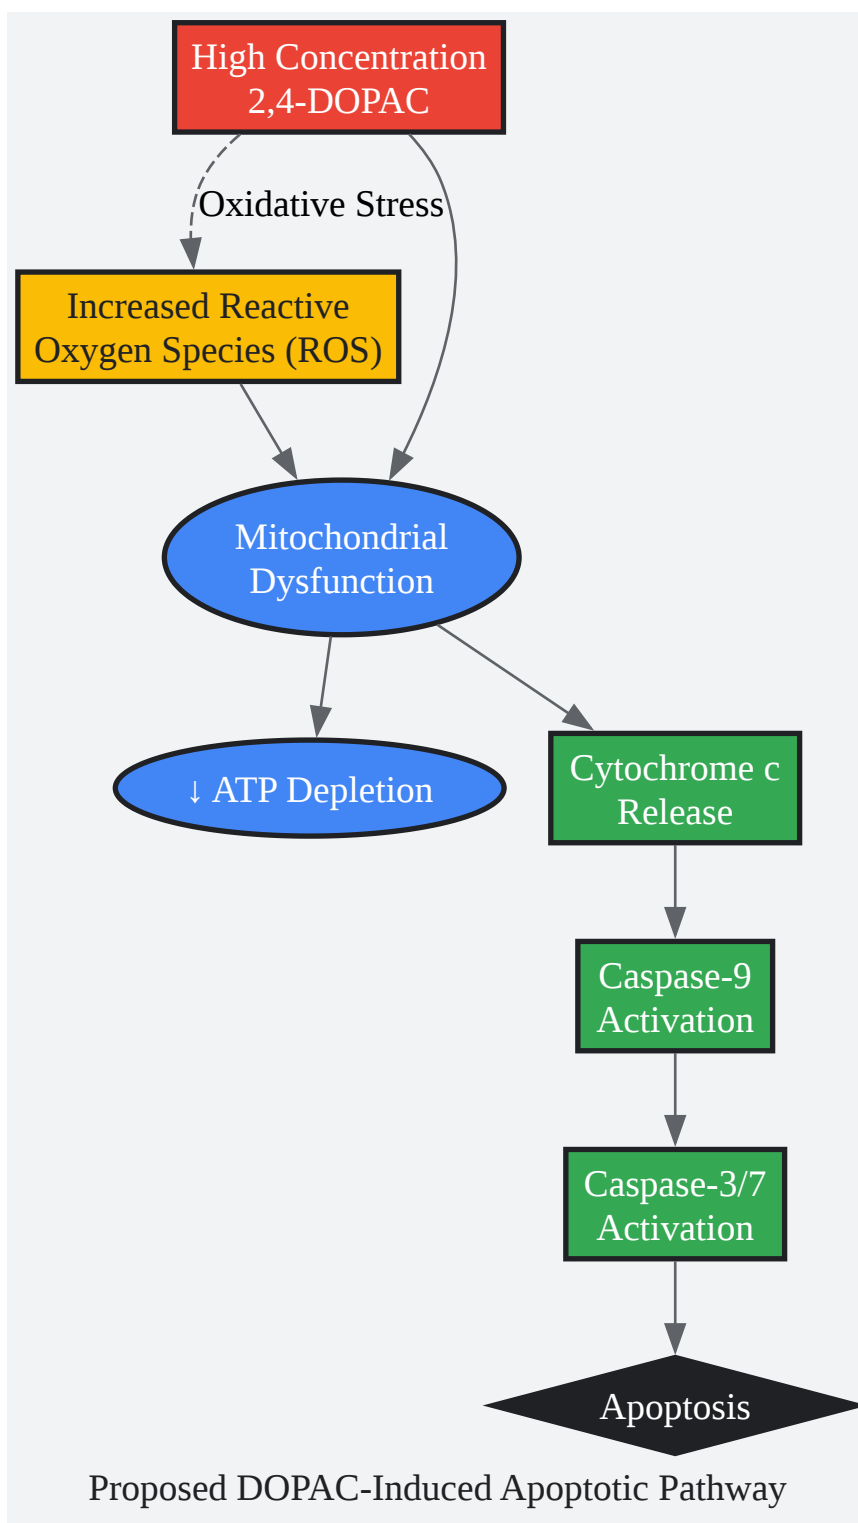 High Concentration
2,4-DOPAC
Oxidative Stress
Increased Reactive
Oxygen Species (ROS)
Mitochondrial
Dysfunction
↓ ATP Depletion
Cytochrome c
Release
Caspase-9
Activation
Caspase-3/7
Activation
Apoptosis
Proposed DOPAC-Induced Apoptotic Pathway